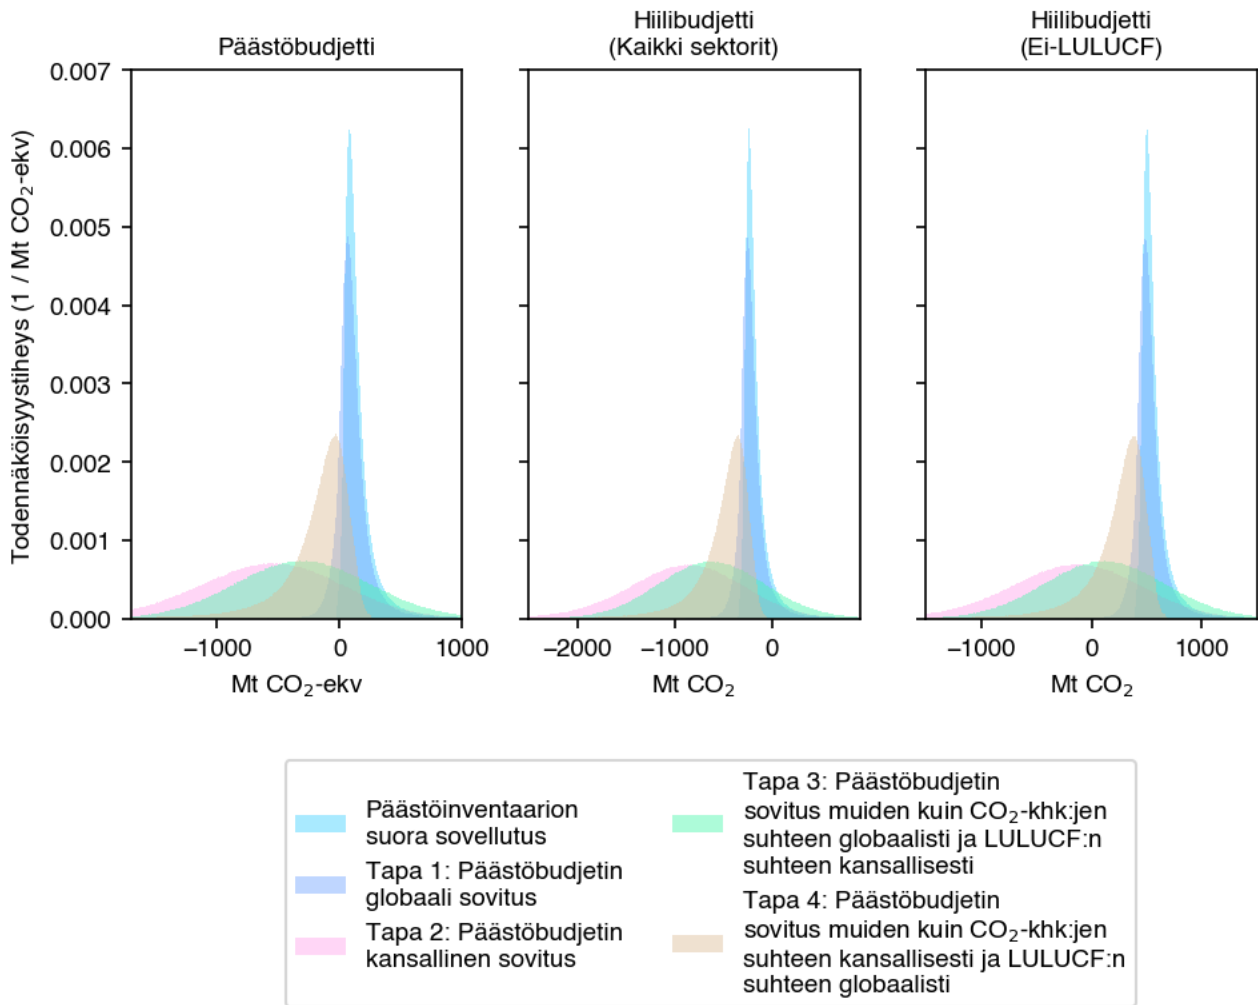 Päästöbudjetti
Hiilibudjetti
(Kaikki sektorit)
Hiilibudjetti
(Ei-LULUCF)
Todennäköisyystiheys (1 / Mt CO₂-ekv)
0.007
0.006
0.005
0.004
0.003
0.002
0.001
0.000
−1000 0 1000
Mt CO₂-ekv
−2000 −1000 0
Mt CO₂
−1000 0 1000
Mt CO₂
Päästöinventaarion
suora sovellutus
Tapa 1: Päästöbudjetin
globaali sovitus
Tapa 2: Päästöbudjetin
kansallinen sovitus
Tapa 3: Päästöbudjetin
sovitus muiden kuin CO₂-khk:jen
suhteen globaalisti ja LULUCF:n
suhteen kansallisesti
Tapa 4: Päästöbudjetin
sovitus muiden kuin CO₂-khk:jen
suhteen kansallisesti ja LULUCF:n
suhteen globaalisti